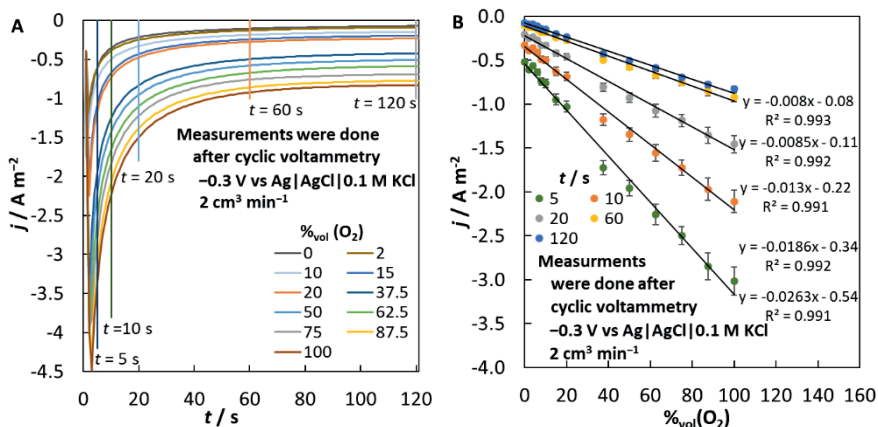 A
0
-0.5
-1
-1.5
-2
-2.5
-3
-3.5
-4
-4.5
j / A m⁻²
t = 60 s
t = 120 s
Measurements were done
after cyclic voltammetry
t = 20 s
−0.3 V vs Ag|AgCl|0.1 M KCl
2 cm³ min⁻¹
%vol (O₂)
0 2
10 15
20 37.5
50 62.5
75 87.5
100
t =10 s
t = 5 s
0 20 40 60 80 100 120
t / s
B
0.0
-0.5
-1.0
-1.5
-2.0
-2.5
-3.0
-3.5
-4.0
j / A m⁻²
y = -0.008x - 0.08
R² = 0.993
y = -0.0085x - 0.11
R² = 0.992
y = -0.013x - 0.22
R² = 0.991
y = -0.0186x - 0.34
R² = 0.992
y = -0.0263x - 0.54
R² = 0.991
t / s
5 10
20 60
120
Measurments
were done after
cyclic voltammetry
−0.3 V vs Ag|AgCl|0.1 M KCl
2 cm³ min⁻¹
0 20 40 60 80 100 120 140 160
%vol(O₂)